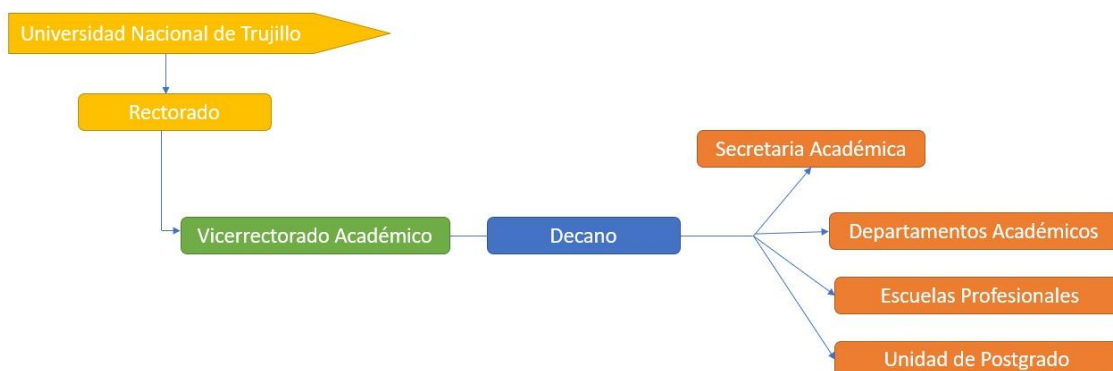 Universidad Nacional de Trujillo
Rectorado
Secretaria Académica
Vicerrectorado Académico
Decano
Departamentos Académicos
Escuelas Profesionales
Unidad de Postgrado